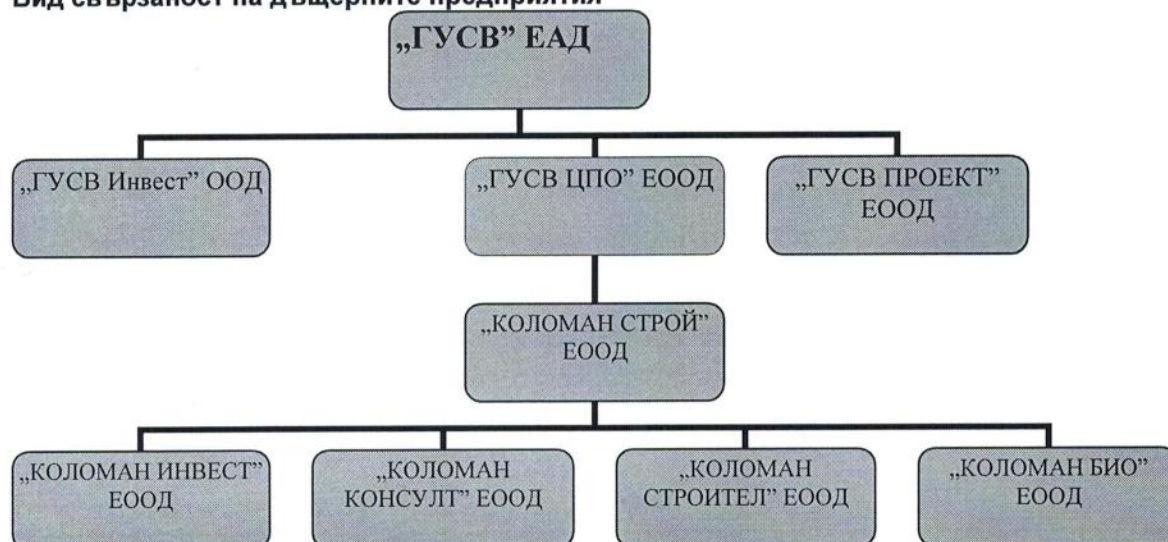 Вид свързаност на дъщерните предприятия
„ГУСВ” ЕАД
„ГУСВ Инвест” ООД
„ГУСВ ЦПО” ЕООД
„ГУСВ ПРОЕКТ”
ЕООД
„КОЛОМАН СТРОЙ”
ЕООД
„КОЛОМАН ИНВЕСТ”
ЕООД
„КОЛОМАН
КОНСУЛТ” ЕООД
„КОЛОМАН
СТРОИТЕЛ” ЕООД
„КОЛОМАН БИО”
ЕООД